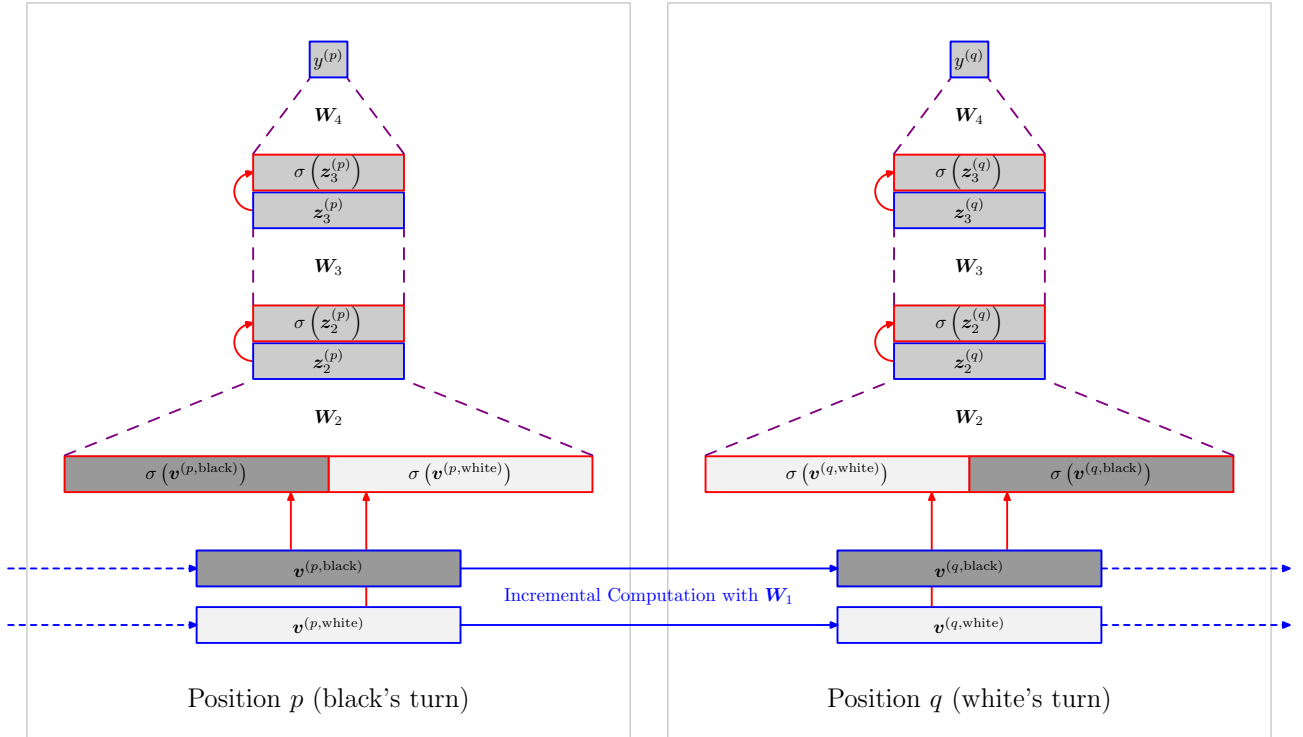 y^{(p)}
W_4
σ(z_3^{(p)})
z_3^{(p)}
W_3
σ(z_2^{(p)})
z_2^{(p)}
W_2
σ(v^{(p,black)}) σ(v^{(p,white)})
v^{(p,black)}
v^{(p,white)}
Position p (black's turn)
Incremental Computation with W_1
y^{(q)}
W_4
σ(z_3^{(q)})
z_3^{(q)}
W_3
σ(z_2^{(q)})
z_2^{(q)}
W_2
σ(v^{(q,white)}) σ(v^{(q,black)})
v^{(q,black)}
v^{(q,white)}
Position q (white's turn)